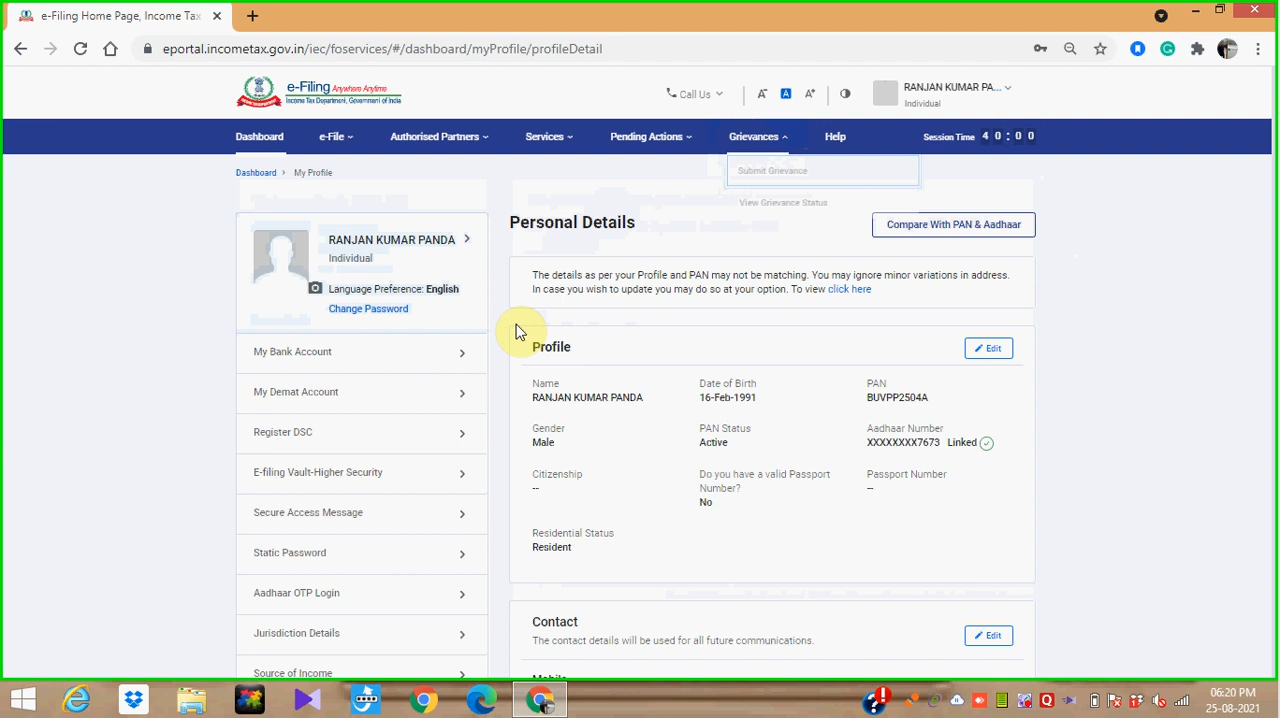 e-Filing Home Page, Income Tax
eportal.incometax.gov.in/iec/foservices/#/dashboard/myProfile/profileDetail
e-Filing Anywhere Anytime
Income Tax Department, Government of India
Call Us
A-
A
A+
RANJAN KUMAR PA...
Individual
Dashboard
e-File
Authorised Partners
Services
Pending Actions
Grievances
Help
Session Time 4 0 : 0 0
Submit Grievance
View Grievance Status
Dashboard > My Profile
RANJAN KUMAR PANDA
Individual
Language Preference: English
Change Password
My Bank Account
My Demat Account
Register DSC
E-filing Vault-Higher Security
Secure Access Message
Static Password
Aadhaar OTP Login
Jurisdiction Details
Source of Income
Personal Details
Compare With PAN & Aadhaar
The details as per your Profile and PAN may not be matching. You may ignore minor variations in address.
In case you wish to update you may do so at your option. To view click here
Profile
Edit
Name
RANJAN KUMAR PANDA
Date of Birth
16-Feb-1991
PAN
BUVPP2504A
Gender
Male
PAN Status
Active
Aadhaar Number
XXXXXXXX7673 Linked
Citizenship
--
Do you have a valid Passport
Number?
No
Passport Number
--
Residential Status
Resident
Contact
The contact details will be used for all future communications.
Edit
06:20 PM
25-08-2021